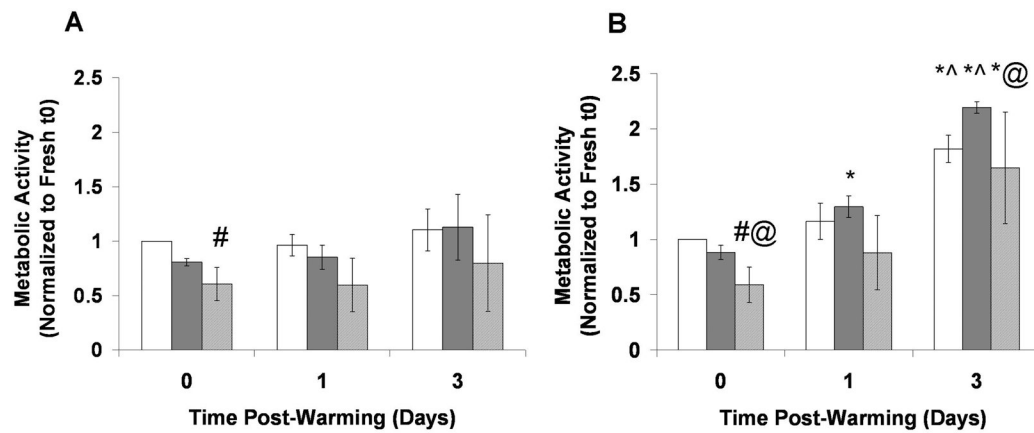 A
Metabolic Activity
(Normalized to Fresh t0)
2.5
2
1.5
1
0.5
0
#
0 1 3
Time Post-Warming (Days)
B
Metabolic Activity
(Normalized to Fresh t0)
2.5
2
1.5
1
0.5
0
#@
*
*^ *^ *@
0 1 3
Time Post-Warming (Days)